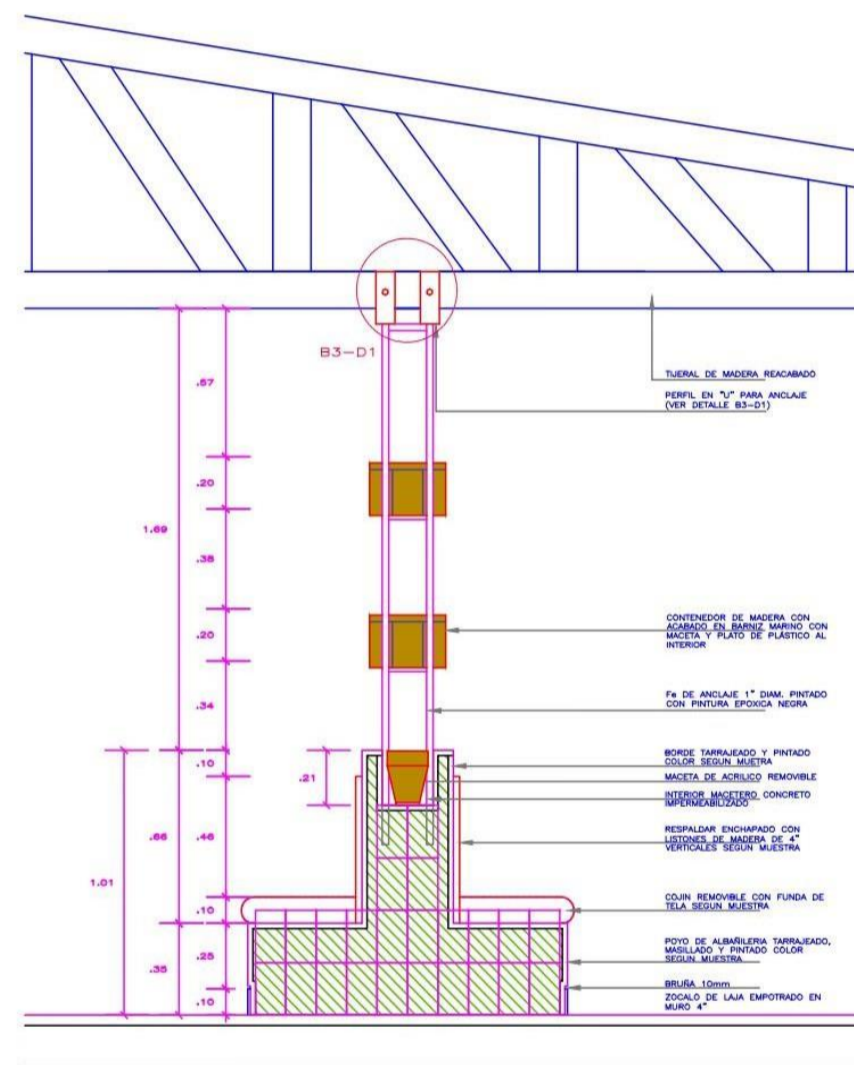 B3-D1
TIJERAL DE MADERA REACABADO
PERFIL EN "U" PARA ANCLAJE
(VER DETALLE B3-D1)
.57
.20
1.69
.38
.20
.34
CONTENEDOR DE MADERA CON
ACABADO EN BARNIZ MARINO CON
MACETA Y PLATO DE PLÁSTICO AL
INTERIOR
Fe DE ANCLAJE 1" DIAM. PINTADO
CON PINTURA EPOXICA NEGRA
.10
.21
BORDE TARRAJEADO Y PINTADO
COLOR SEGUN MUETRA
MACETA DE ACRILICO REMOVIBLE
INTERIOR MACETERO CONCRETO
IMPERMEABILIZADO
.66
.46
RESPALDAR ENCHAPADO CON
LISTONES DE MADERA DE 4"
VERTICALES SEGUN MUESTRA
1.01
.10
COJIN REMOVIBLE CON FUNDA DE
TELA SEGUN MUESTRA
.35
.25
POYO DE ALBAÑILERIA TARRAJEADO,
MASILLADO Y PINTADO COLOR
SEGUN MUESTRA
.10
BRUÑA 10mm
ZOCALO DE LAJA EMPOTRADO EN
MURO 4"